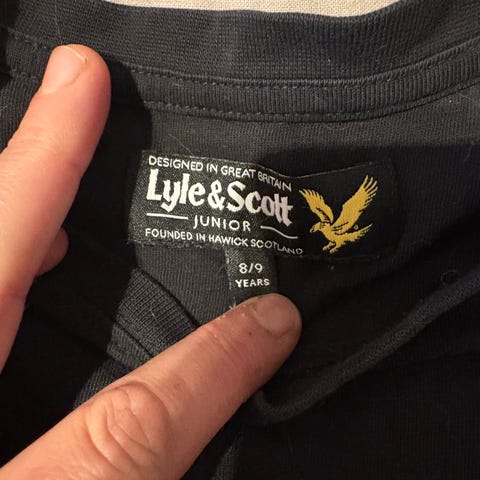 DESIGNED IN GREAT BRITAIN
Lyle & Scott
JUNIOR
FOUNDED IN HAWICK SCOTLAND
8/9
YEARS